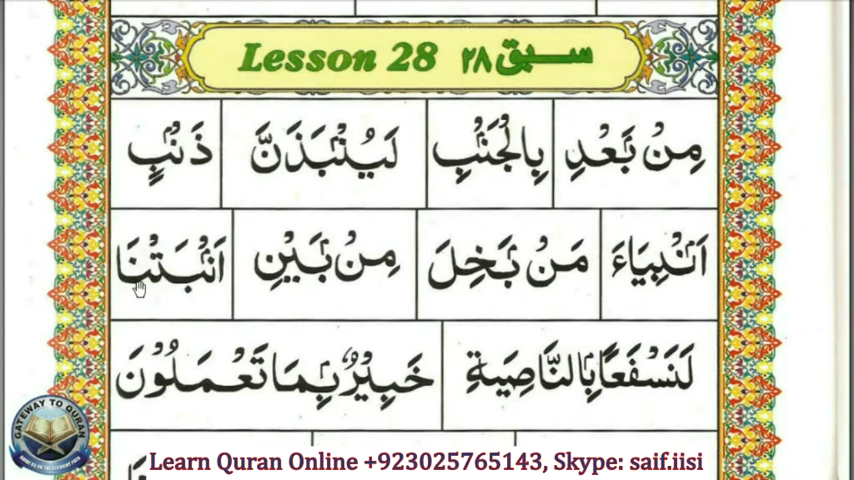 Lesson 28 سبق ٢٨
مِنْۢ بَعْدِ بِالْجَنْۢبِ لَيُنْۢبَذَنَّ ذَنْۢبٍ
اَنْۢبِيَاءَ مَنْۢ بَخِلَ مِنْۢ بَيْنِ اَنْۢبَتْنَا
لَنَسْفَعًاۢ بِالنَّاصِيَةِ خَبِيْرٌۢ بِمَا تَعْمَلُوْنَ
GATEWAY TO QURAN
Learn Quran Online +923025765143, Skype: saif.iisi